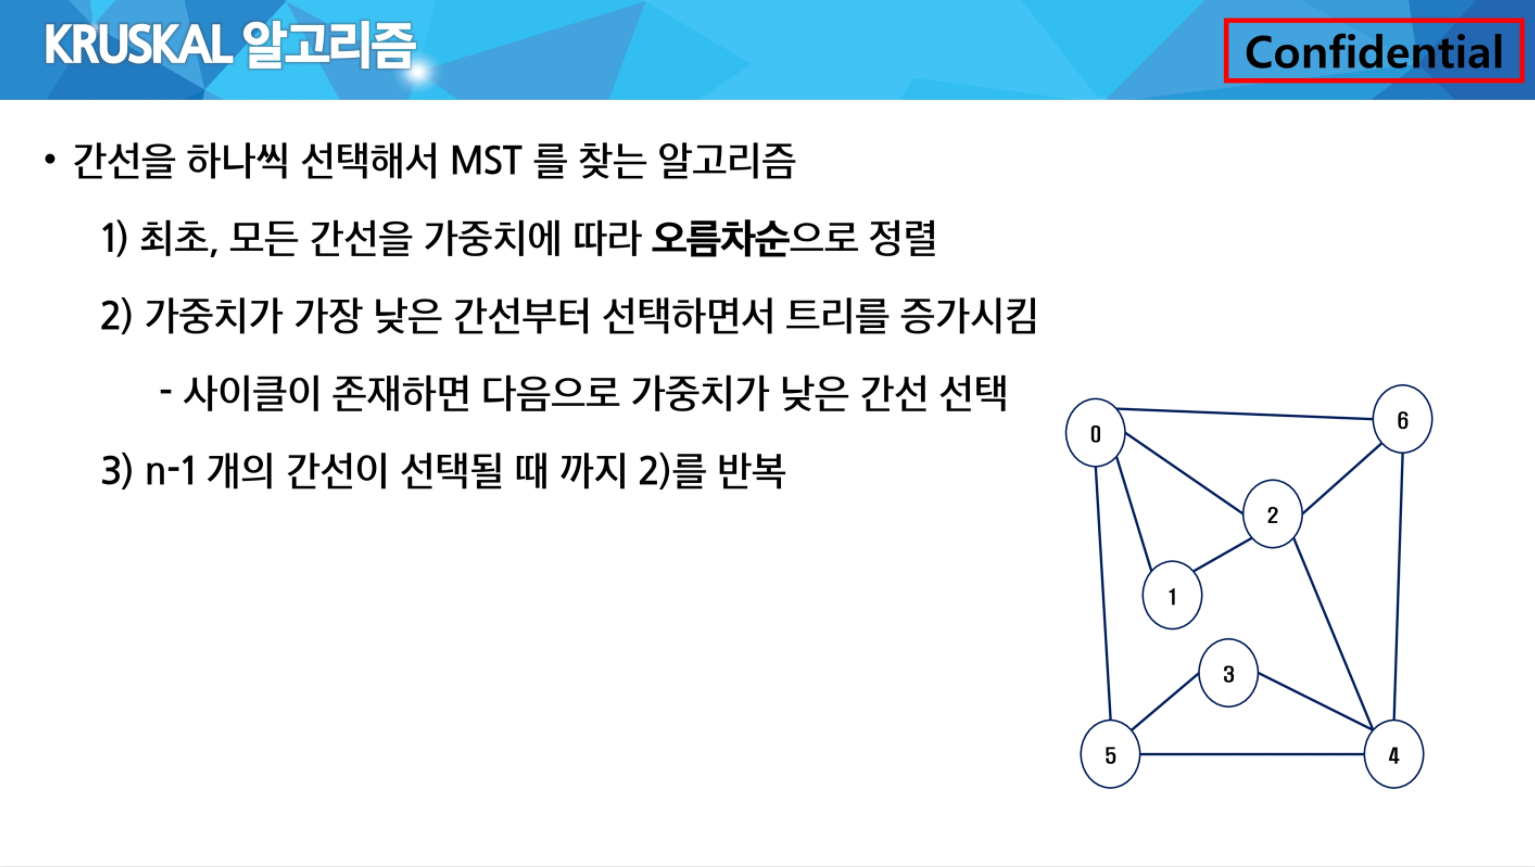 KRUSKAL 알고리즘
Confidential
• 간선을 하나씩 선택해서 MST 를 찾는 알고리즘
1) 최초, 모든 간선을 가중치에 따라 오름차순으로 정렬
2) 가중치가 가장 낮은 간선부터 선택하면서 트리를 증가시킴
- 사이클이 존재하면 다음으로 가중치가 낮은 간선 선택
3) n-1 개의 간선이 선택될 때 까지 2)를 반복
0
6
2
1
3
5
4